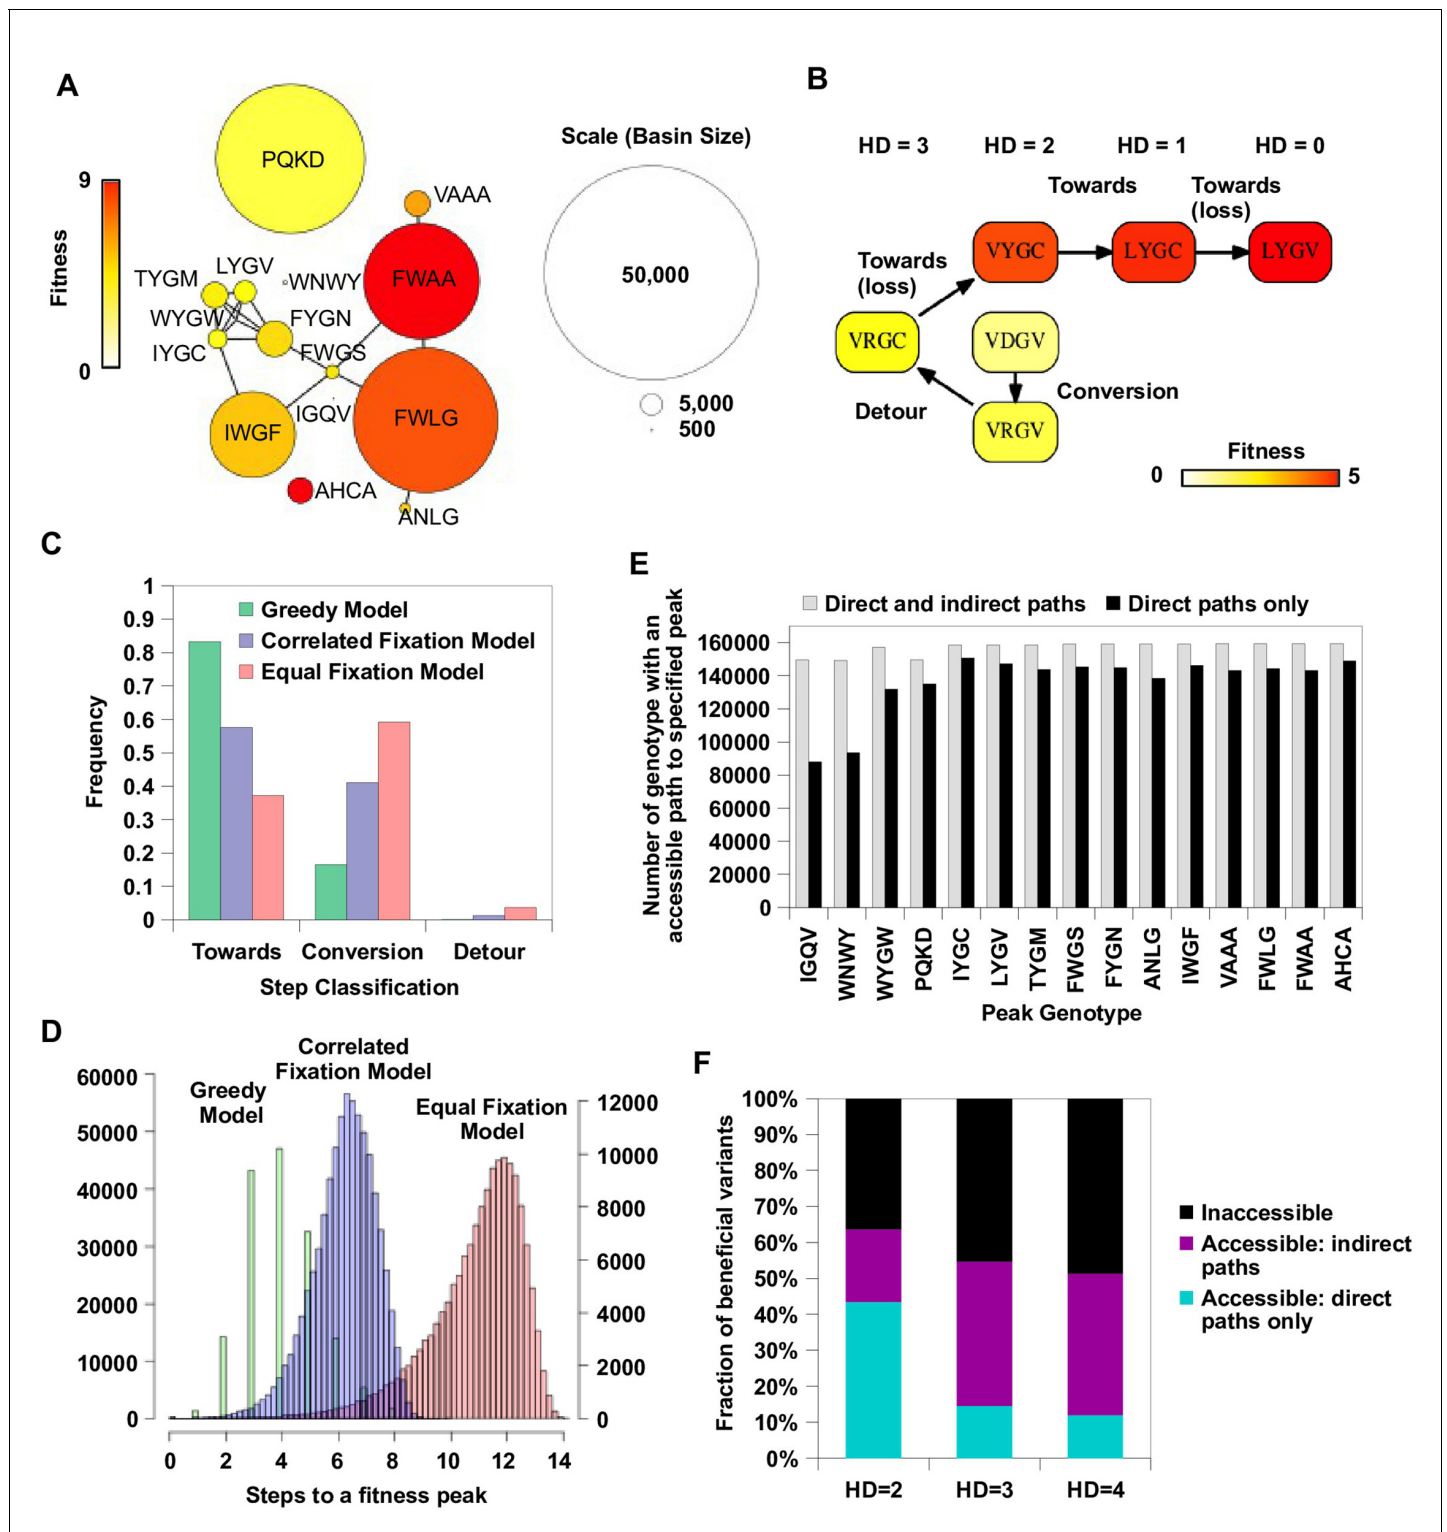 A
9
Fitness
0
PQKD
VAAA
FWAA
LYGV
TYGM
WNWY
WYGW
FYGN
IYGC
FWGS
IGQV
FWLG
IWGF
AHCA
ANLG
Scale (Basin Size)
50,000
5,000
500
B
HD = 3
HD = 2
HD = 1
HD = 0
Towards
Towards
(loss)
VYGC
LYGC
LYGV
Towards
(loss)
VRGC
VDGV
Conversion
Detour
VRGV
Fitness
0
5
C
1
0.9
0.8
0.7
0.6
0.5
0.4
0.3
0.2
0.1
0
Frequency
Greedy Model
Correlated Fixation Model
Equal Fixation Model
Towards
Conversion
Detour
Step Classification
E
Number of genotype with an
accessible path to specified peak
Direct and indirect paths
Direct paths only
160000
140000
120000
100000
80000
60000
40000
20000
0
IGQV
WNWY
WYGW
PQKD
IYGC
LYGV
TYGM
FWGS
FYGN
ANLG
IWGF
VAAA
FWLG
FWAA
AHCA
Peak Genotype
D
Greedy
Model
Correlated
Fixation Model
Equal Fixation
Model
60000
50000
40000
30000
20000
10000
0
12000
10000
8000
6000
4000
2000
0
0
2
4
6
8
10
12
14
Steps to a fitness peak
F
Fraction of beneficial variants
100%
90%
80%
70%
60%
50%
40%
30%
20%
10%
0%
HD=2
HD=3
HD=4
Inaccessible
Accessible: indirect
paths
Accessible: direct
paths only